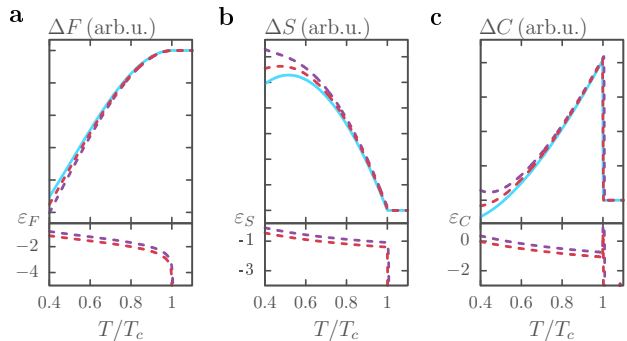 a b c
ΔF (arb.u.) ΔS (arb.u.) ΔC (arb.u.)
ε_F ε_S ε_C
−2 -1 0
−4 -3 −2
0.4 0.6 0.8 1 0.4 0.6 0.8 1 0.4 0.6 0.8 1
T/T_c T/T_c T/T_c